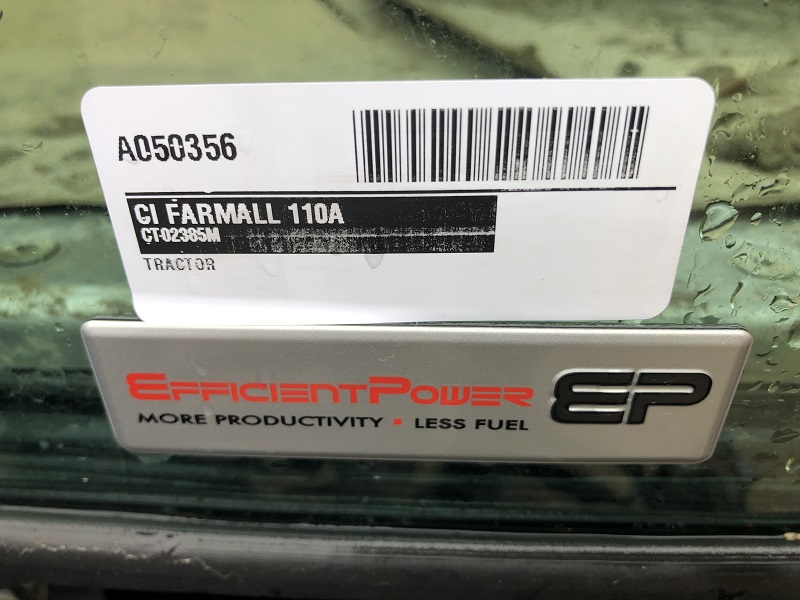 A050356
CI FARMALL 110A
CT-02385M
TRACTOR
EFFICIENTPOWER EP
MORE PRODUCTIVITY · LESS FUEL